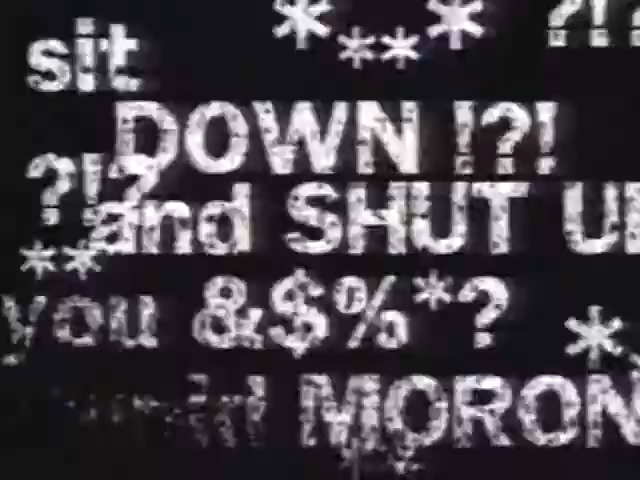 * ** * ?!?
sit
DOWN !?!
?!?
and SHUT U
**
you &$%*?
*
MORON
**